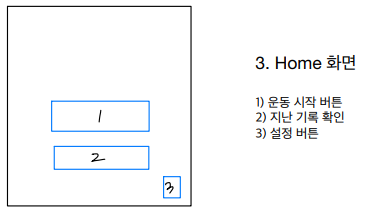 1
2
3
3. Home 화면
1) 운동 시작 버튼
2) 지난 기록 확인
3) 설정 버튼